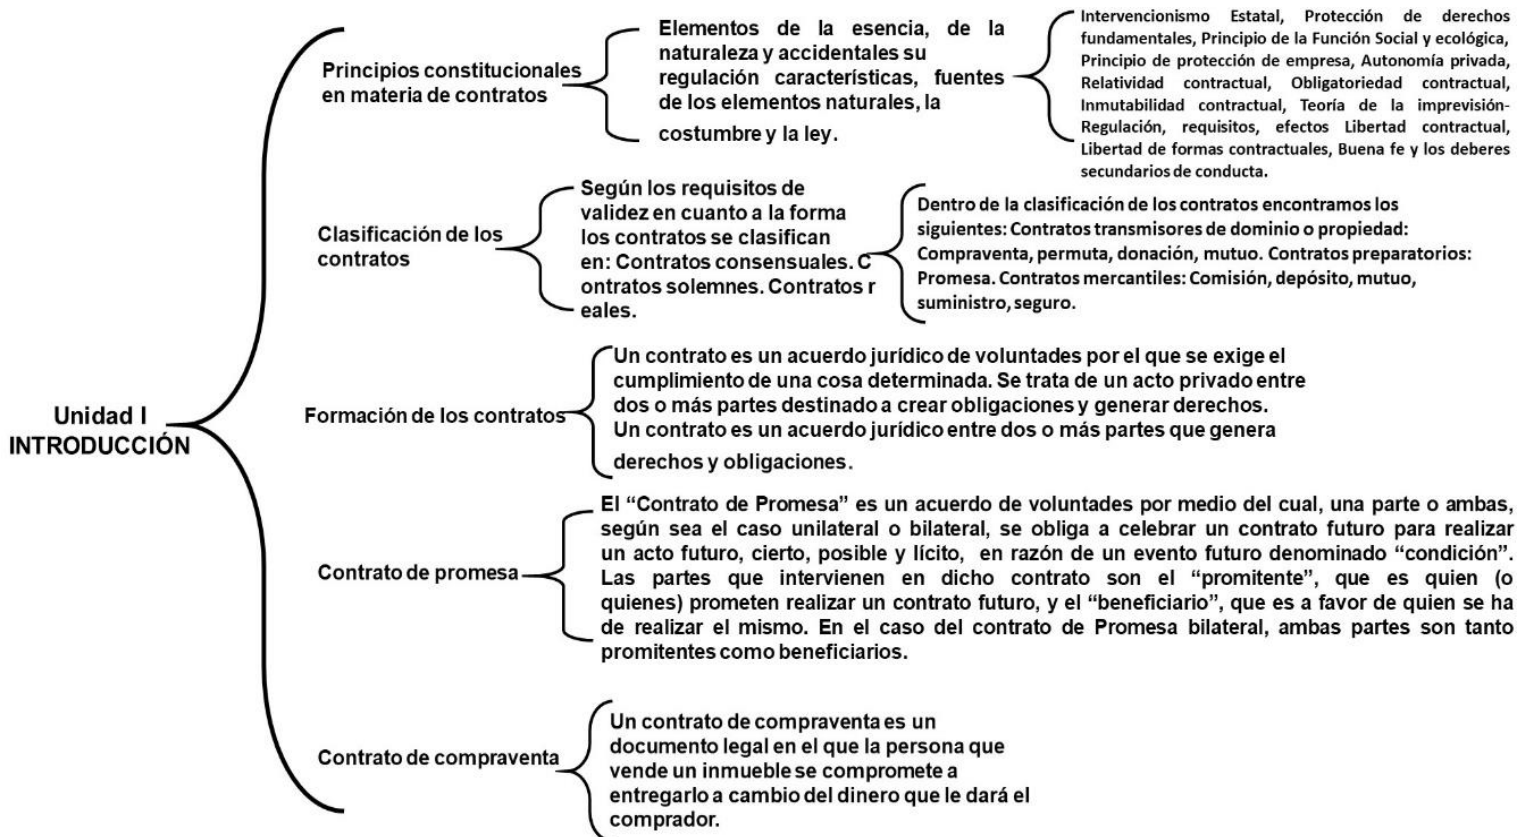 Unidad I
INTRODUCCIÓN
Principios constitucionales
en materia de contratos
Elementos de la esencia, de la
naturaleza y accidentales su
regulación características, fuentes
de los elementos naturales, la
costumbre y la ley.
Intervencionismo Estatal, Protección de derechos
fundamentales, Principio de la Función Social y ecológica,
Principio de protección de empresa, Autonomía privada,
Relatividad contractual, Obligatoriedad contractual,
Inmutabilidad contractual, Teoría de la imprevisión-
Regulación, requisitos, efectos Libertad contractual,
Libertad de formas contractuales, Buena fe y los deberes
secundarios de conducta.
Clasificación de los
contratos
Según los requisitos de
validez en cuanto a la forma
los contratos se clasifican
en: Contratos consensuales. C
ontratos solemnes. Contratos r
eales.
Dentro de la clasificación de los contratos encontramos los
siguientes: Contratos transmisores de dominio o propiedad:
Compraventa, permuta, donación, mutuo. Contratos preparatorios:
Promesa. Contratos mercantiles: Comisión, depósito, mutuo,
suministro, seguro.
Formación de los contratos
Un contrato es un acuerdo jurídico de voluntades por el que se exige el
cumplimiento de una cosa determinada. Se trata de un acto privado entre
dos o más partes destinado a crear obligaciones y generar derechos.
Un contrato es un acuerdo jurídico entre dos o más partes que genera
derechos y obligaciones.
Contrato de promesa
El “Contrato de Promesa” es un acuerdo de voluntades por medio del cual, una parte o ambas,
según sea el caso unilateral o bilateral, se obliga a celebrar un contrato futuro para realizar
un acto futuro, cierto, posible y lícito, en razón de un evento futuro denominado “condición”.
Las partes que intervienen en dicho contrato son el “promitente”, que es quien (o
quienes) prometen realizar un contrato futuro, y el “beneficiario”, que es a favor de quien se ha
de realizar el mismo. En el caso del contrato de Promesa bilateral, ambas partes son tanto
promitentes como beneficiarios.
Contrato de compraventa
Un contrato de compraventa es un
documento legal en el que la persona que
vende un inmueble se compromete a
entregarlo a cambio del dinero que le dará el
comprador.